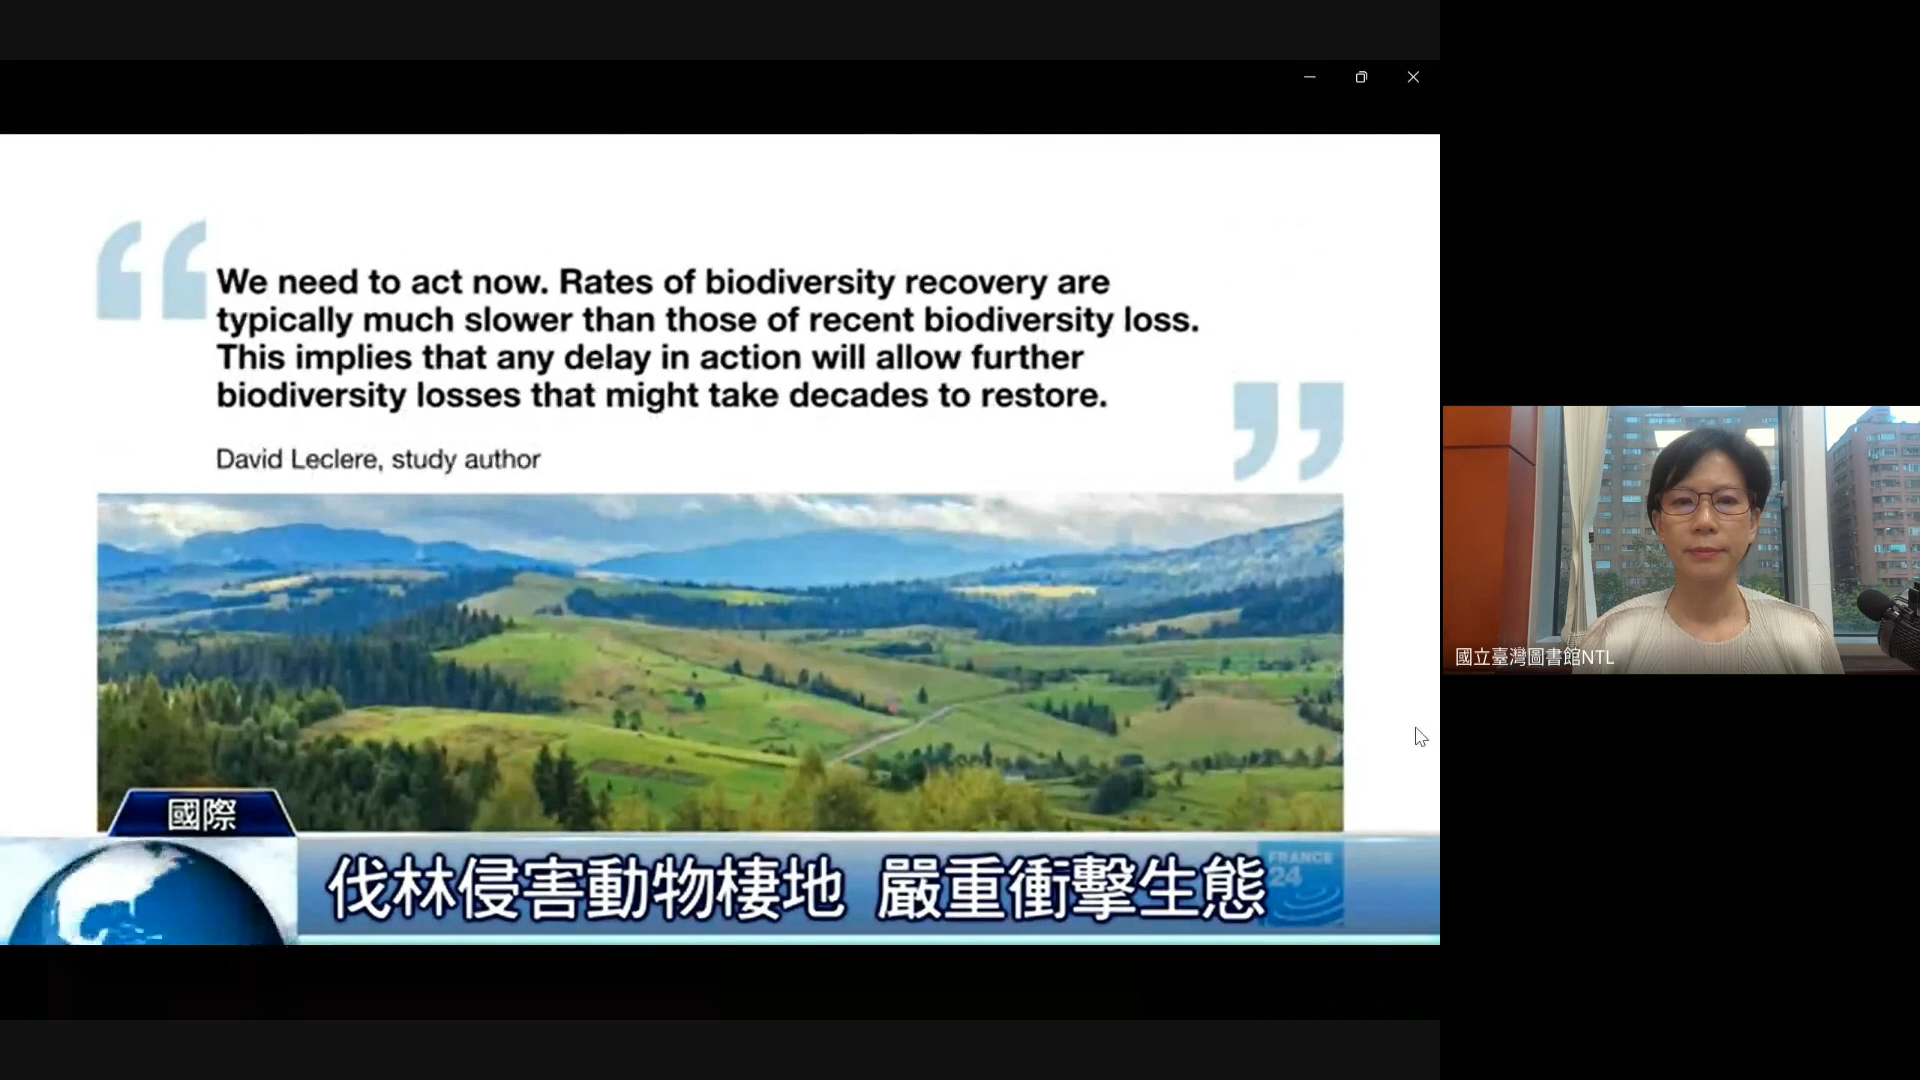 We need to act now. Rates of biodiversity recovery are
typically much slower than those of recent biodiversity loss.
This implies that any delay in action will allow further
biodiversity losses that might take decades to restore.
David Leclere, study author
國際
伐林侵害動物棲地 嚴重衝擊生態
FRANCE
24
國立臺灣圖書館NTL